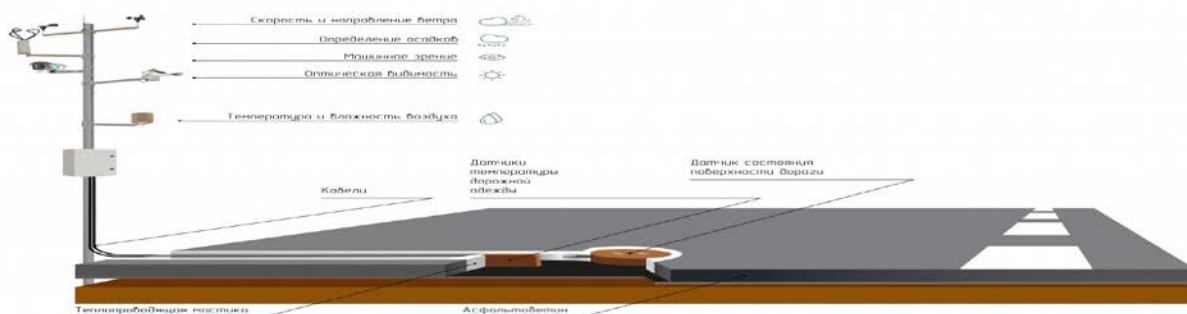 Скорость и направление ветра
Определение осадков
Машинное зрение
Оптическая видимость
Температура и влажность воздуха
Датчики
температуры
дорожной
одежды
Датчик состояния
поверхности дороги
Кабели
Теплопроводящая мастика
Асфальтобетон